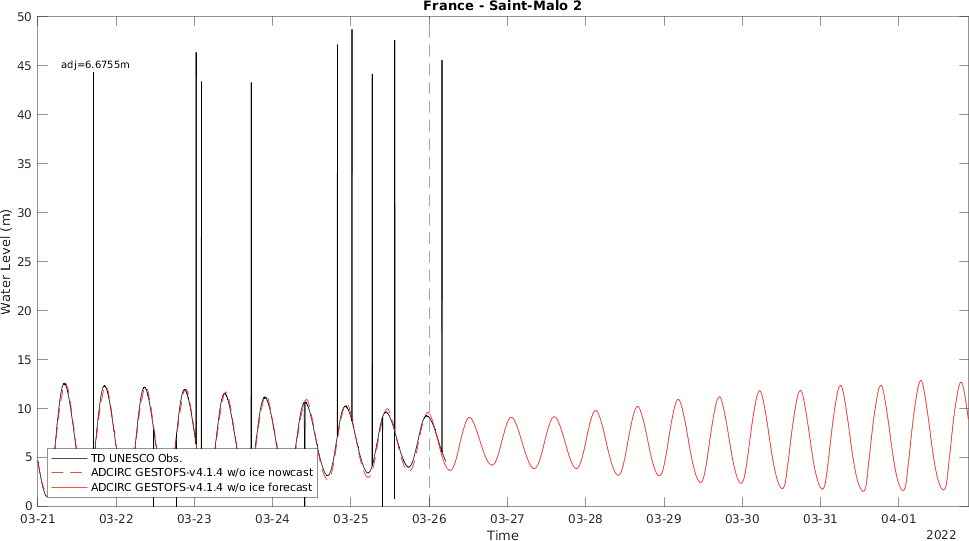 France - Saint-Malo 2
50
45
40
35
30
25
20
15
10
5
0
Water Level (m)
adj=6.6755m
TD UNESCO Obs.
ADCIRC GESTOFS-v4.1.4 w/o ice nowcast
ADCIRC GESTOFS-v4.1.4 w/o ice forecast
03-21 03-22 03-23 03-24 03-25 03-26 03-27 03-28 03-29 03-30 03-31 04-01
Time
2022